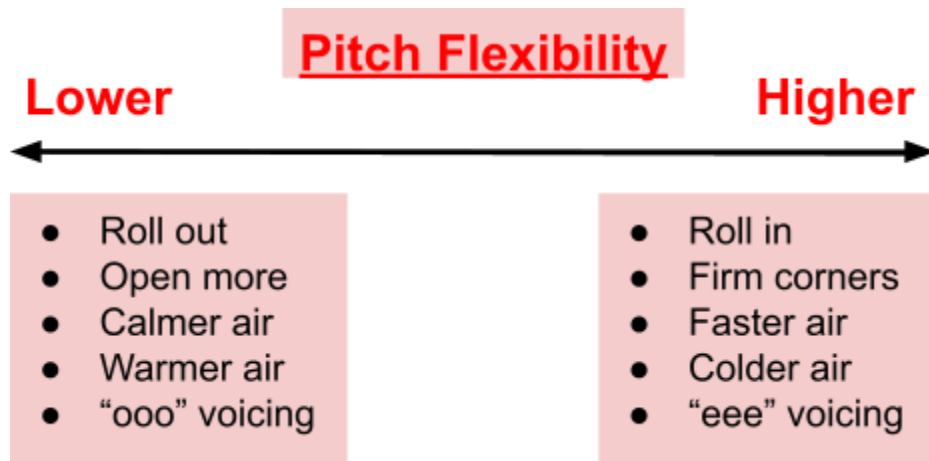 Pitch Flexibility
Lower
Higher
● Roll out
● Open more
● Calmer air
● Warmer air
● “ooo” voicing
● Roll in
● Firm corners
● Faster air
● Colder air
● “eee” voicing